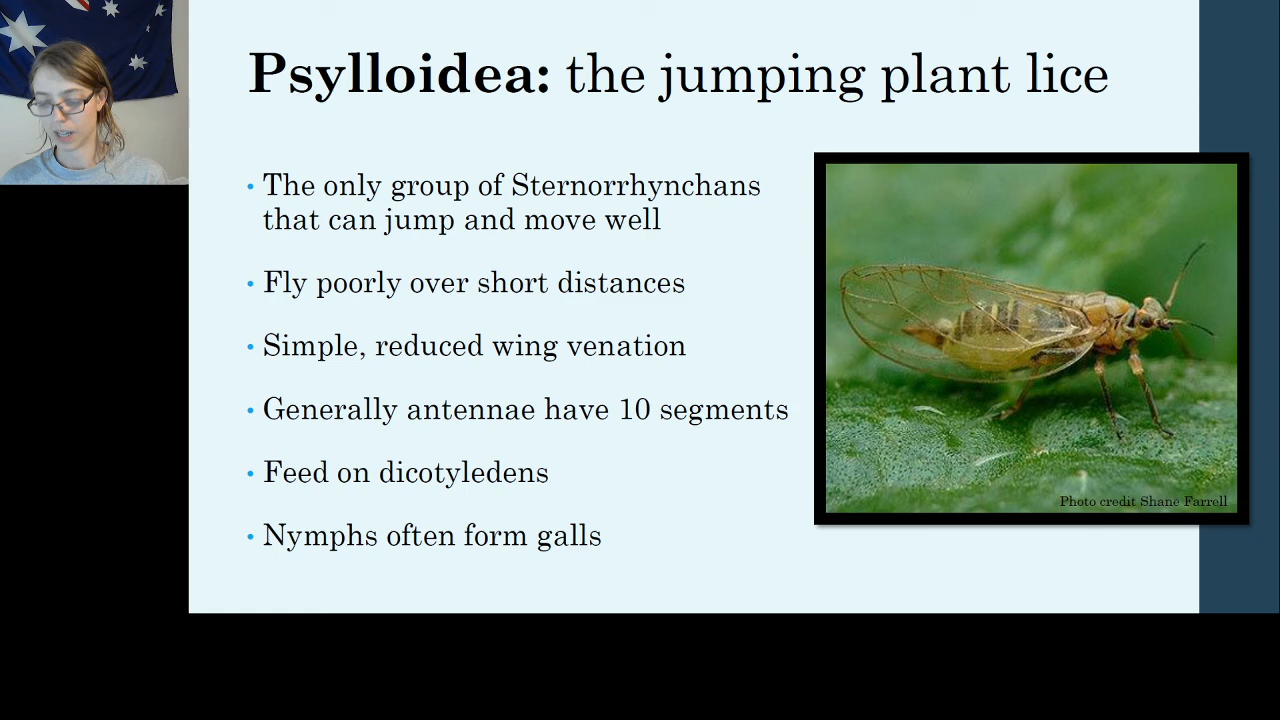 Psylloidea: the jumping plant lice
• The only group of Sternorrhynchans
that can jump and move well
• Fly poorly over short distances
• Simple, reduced wing venation
• Generally antennae have 10 segments
• Feed on dicotyledens
• Nymphs often form galls
Photo credit Shane Farrell